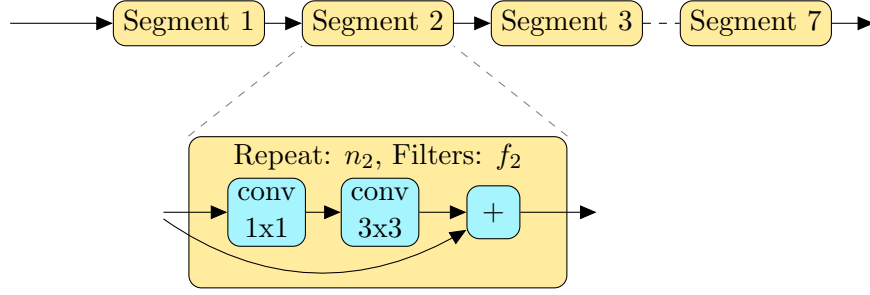 Segment 1
Segment 2
Segment 3
Segment 7
Repeat: n₂, Filters: f₂
conv
1x1
conv
3x3
+